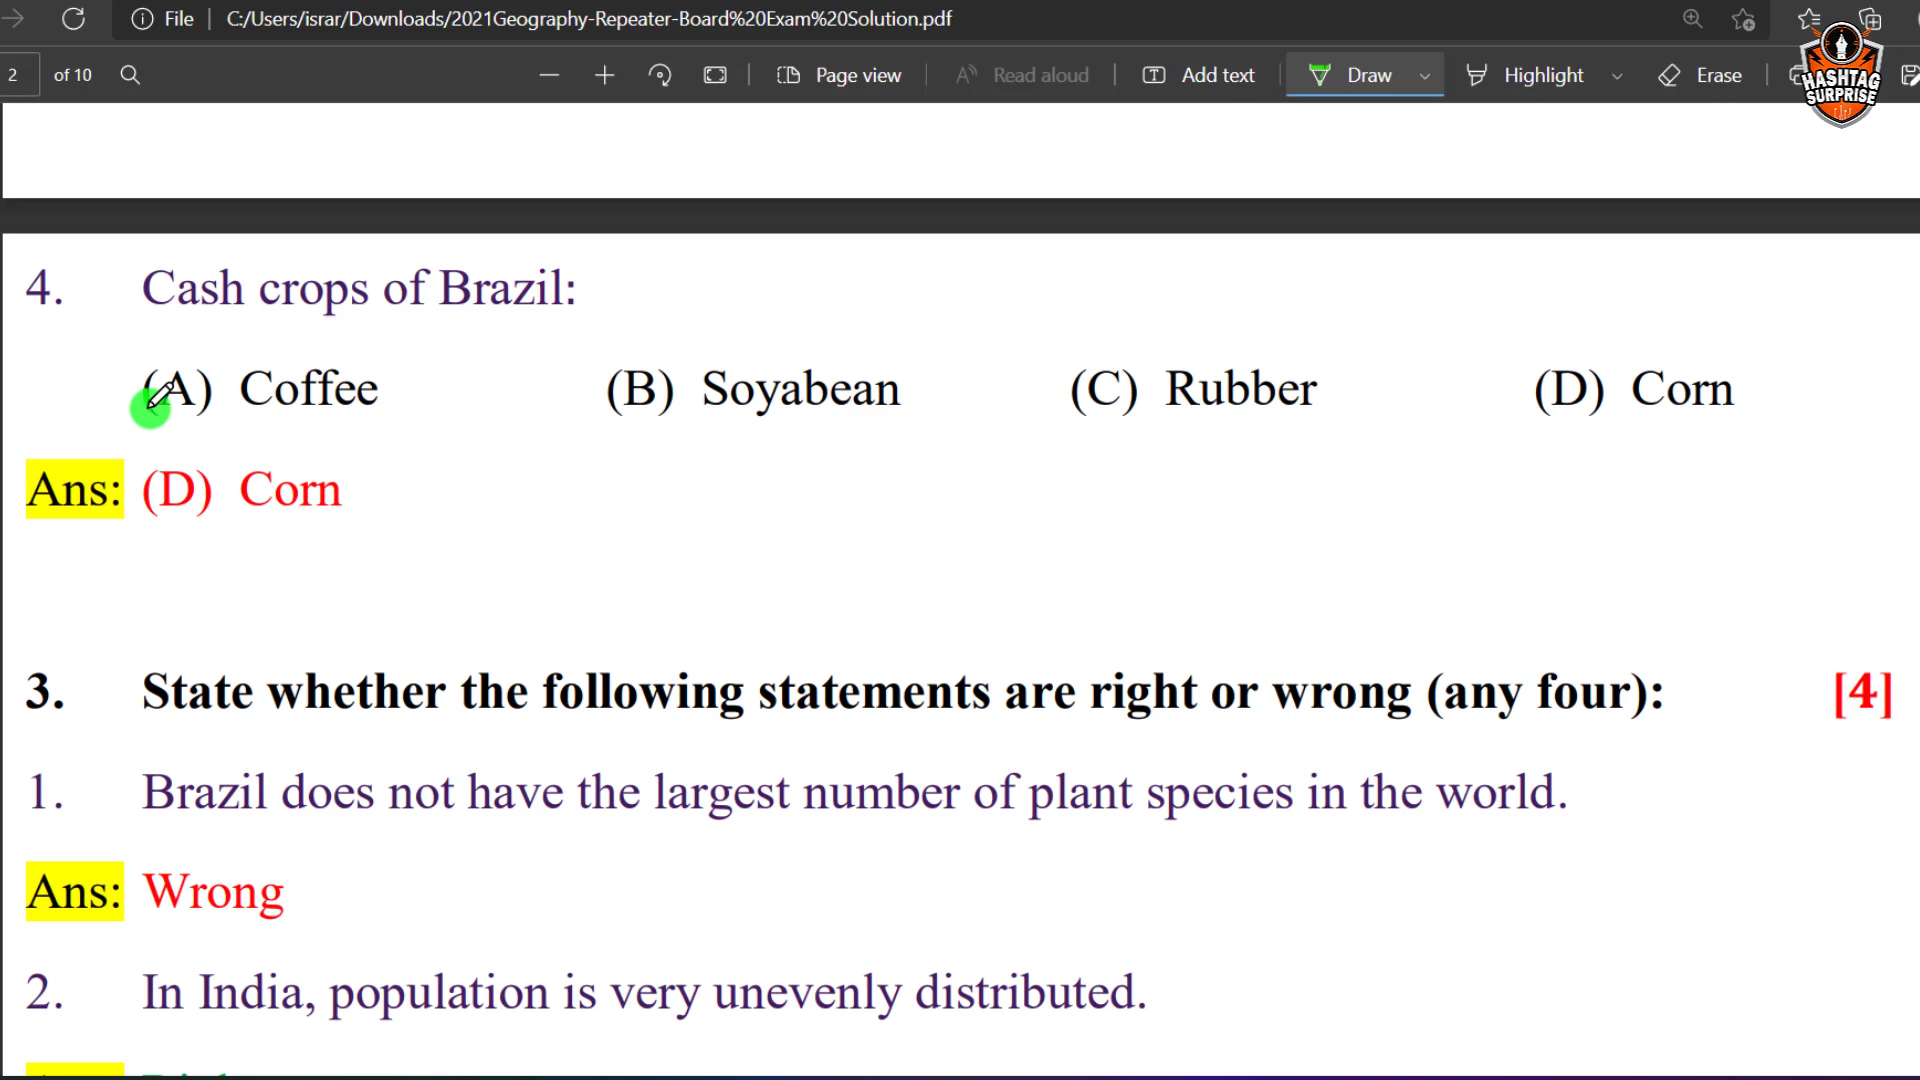 File C:/Users/israr/Downloads/2021Geography-Repeater-Board%20Exam%20Solution.pdf
2 of 10 Page view Read aloud Add text Draw Highlight Erase
HASHTAG
SURPRISE
4. Cash crops of Brazil:
(A) Coffee (B) Soyabean (C) Rubber (D) Corn
Ans: (D) Corn
3. State whether the following statements are right or wrong (any four): [4]
1. Brazil does not have the largest number of plant species in the world.
Ans: Wrong
2. In India, population is very unevenly distributed.